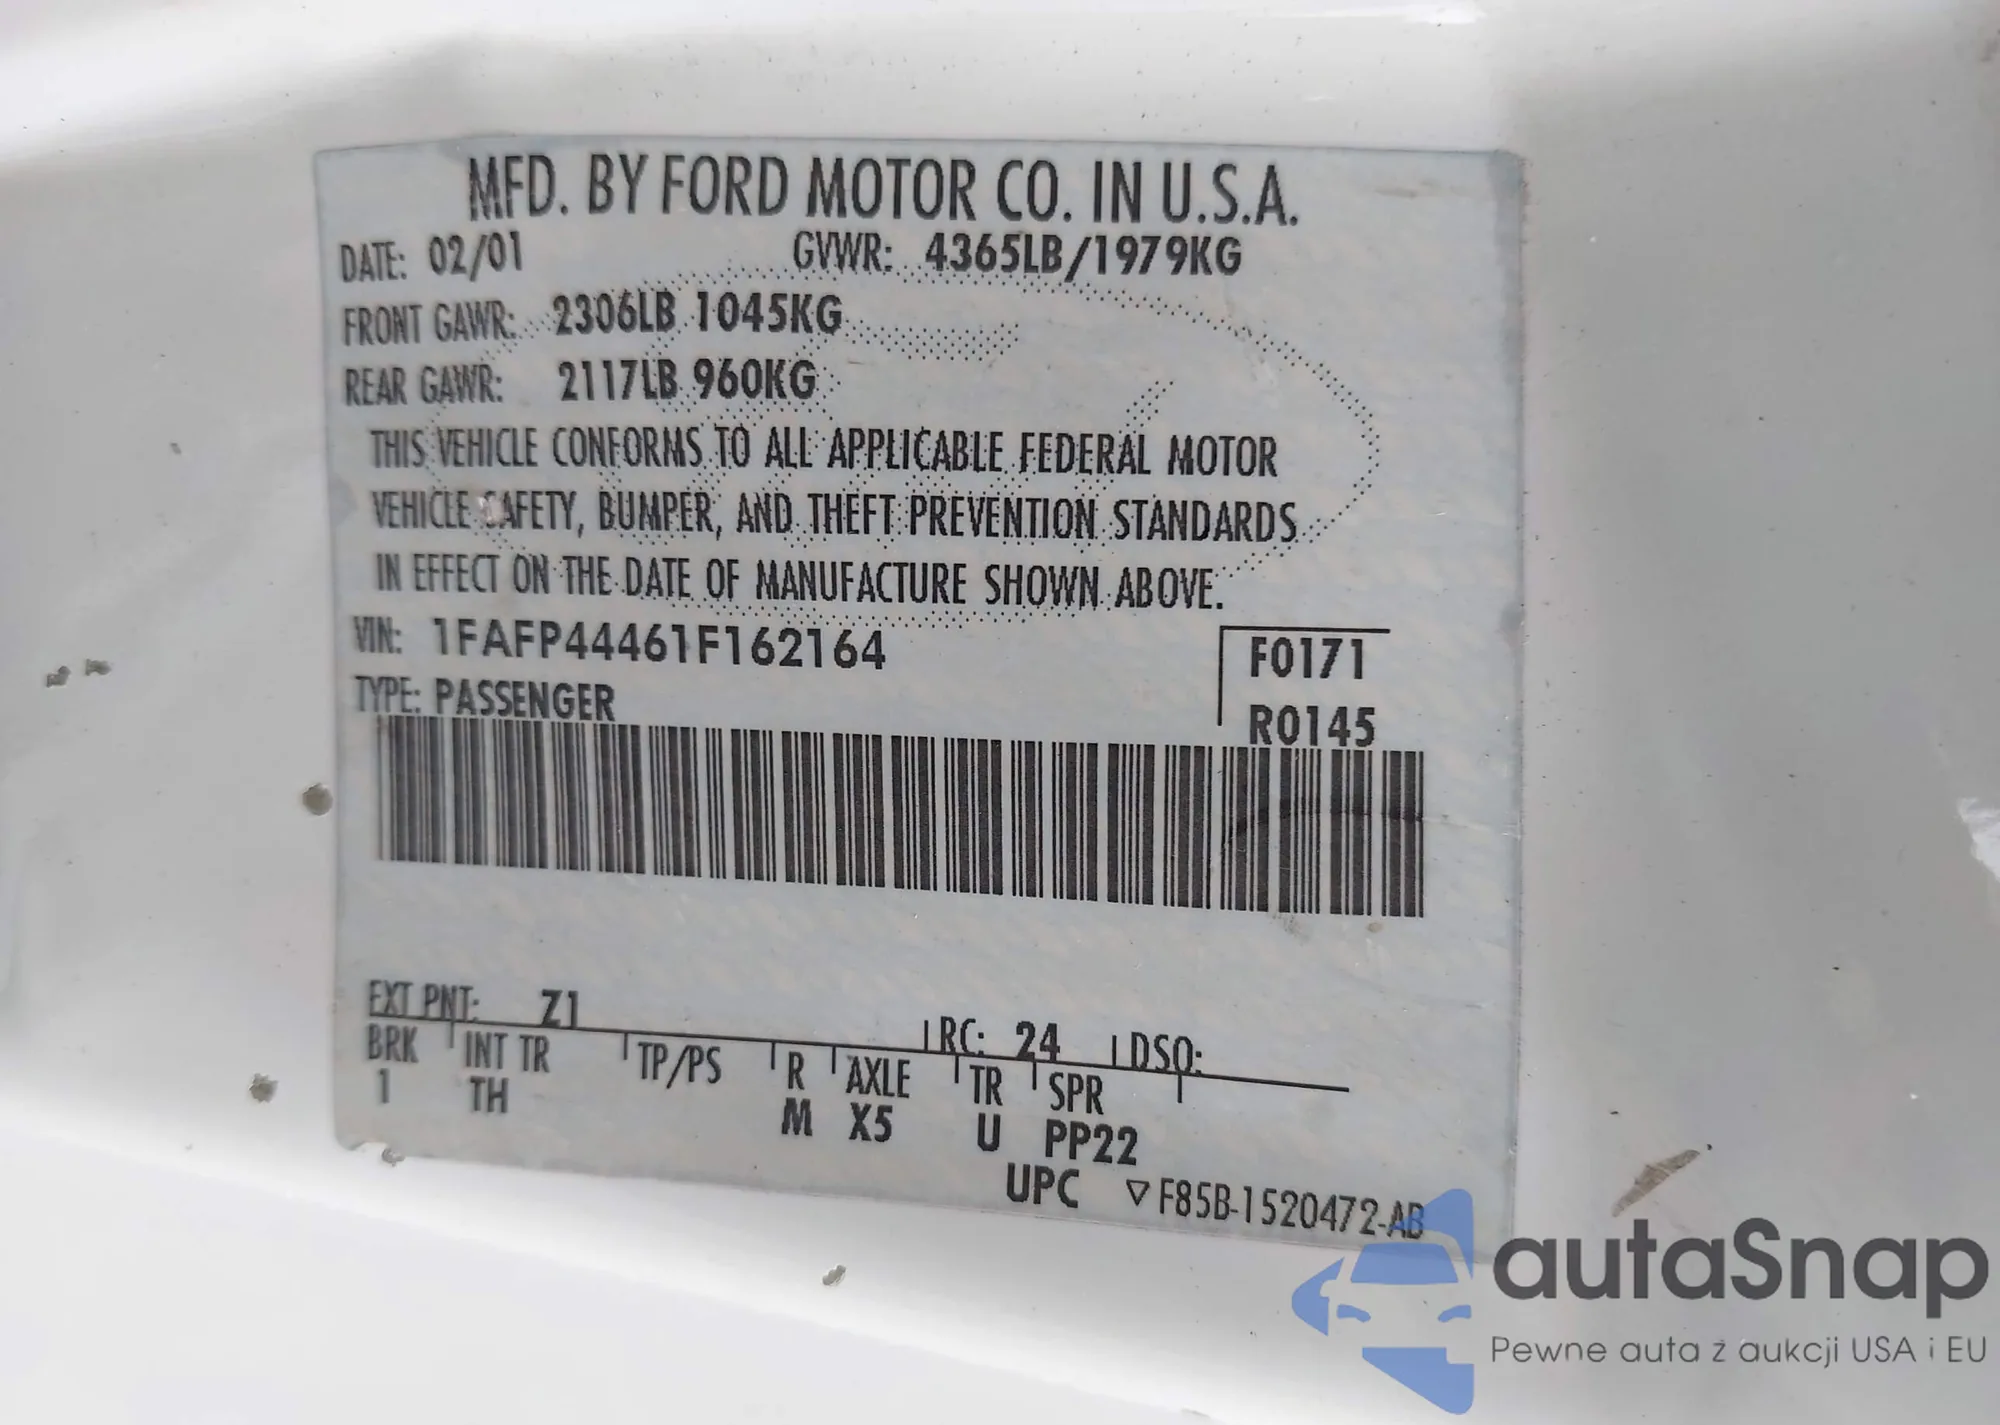 MFD. BY FORD MOTOR CO. IN U.S.A.
DATE: 02/01 GVWR: 4365LB/1979KG
FRONT GAWR: 2306LB 1045KG
REAR GAWR: 2117LB 960KG
THIS VEHICLE CONFORMS TO ALL APPLICABLE FEDERAL MOTOR
VEHICLE SAFETY, BUMPER, AND THEFT PREVENTION STANDARDS
IN EFFECT ON THE DATE OF MANUFACTURE SHOWN ABOVE.
VIN: 1FAFP44461F162164 F0171
TYPE: PASSENGER R0145
EXT PNT: Z1 RC: 24 DSO:
BRK INT TR TP/PS R AXLE TR SPR
1 TH M X5 U PP22
UPC ▽F85B-1520472-AB
autaSnap
Pewne auta z aukcji USA i EU